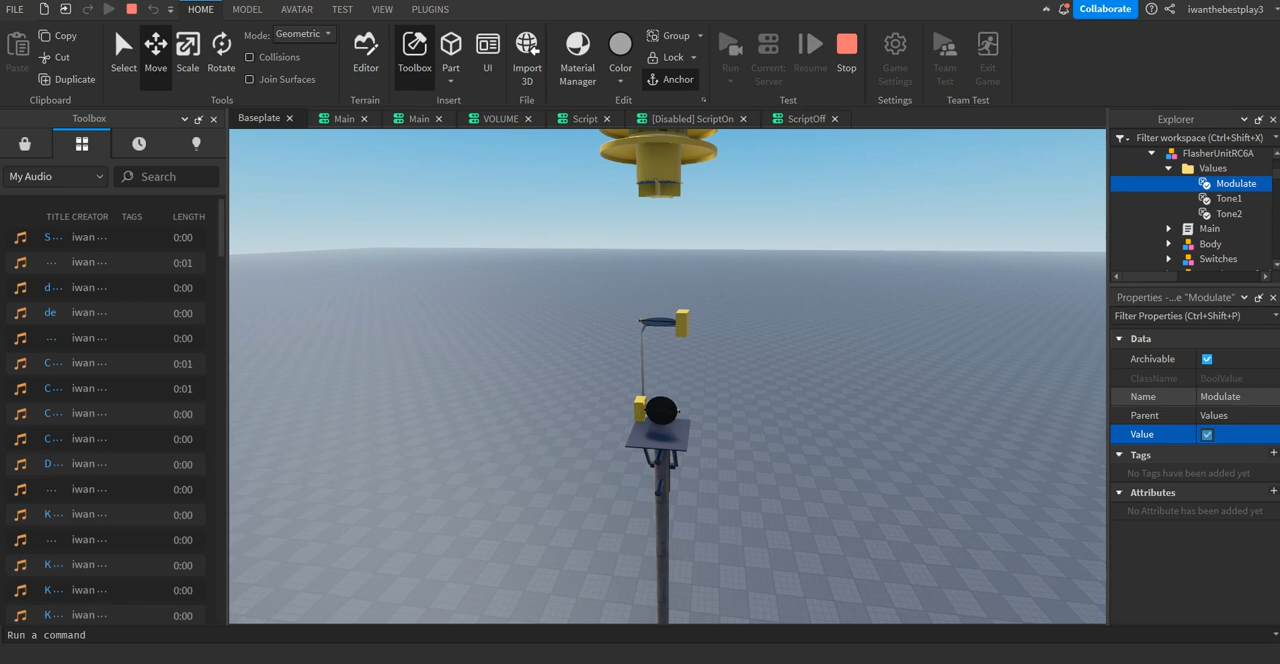 FILE HOME MODEL AVATAR TEST VIEW PLUGINS Collaborate iwanthebestplay3
Paste Copy Cut Duplicate
Clipboard
Select Move Scale Rotate Mode: Geometric Collisions Join Surfaces
Tools
Editor
Terrain
Toolbox Part UI
Insert
Import 3D
File
Material Manager Color Group Lock Anchor
Edit
Run Current: Server Resume Stop
Test
Game Settings
Settings
Team Test Exit Game
Team Test
Toolbox
Baseplate Main Main VOLUME Script [Disabled] ScriptOn ScriptOff
My Audio Search
TITLE CREATOR TAGS LENGTH
S... iwan ... 0:00
... iwan ... 0:01
d... iwan ... 0:00
de iwan ... 0:00
... iwan ... 0:00
C... iwan ... 0:01
C... iwan ... 0:01
C... iwan ... 0:00
C... iwan ... 0:00
D... iwan ... 0:00
... iwan ... 0:00
K... iwan ... 0:00
... iwan ... 0:00
K... iwan ... 0:00
K... iwan ... 0:00
K... iwan ... 0:00
Explorer
Filter workspace (Ctrl+Shift+X)
FlasherUnitRC6A
Values
Modulate
Tone1
Tone2
Main
Body
Switches
Properties -...e "Modulate"
Filter Properties (Ctrl+Shift+P)
Data
Archivable
ClassName BoolValue
Name Modulate
Parent Values
Value
Tags
No Tags have been added yet
Attributes
No Attribute has been added yet
Run a command